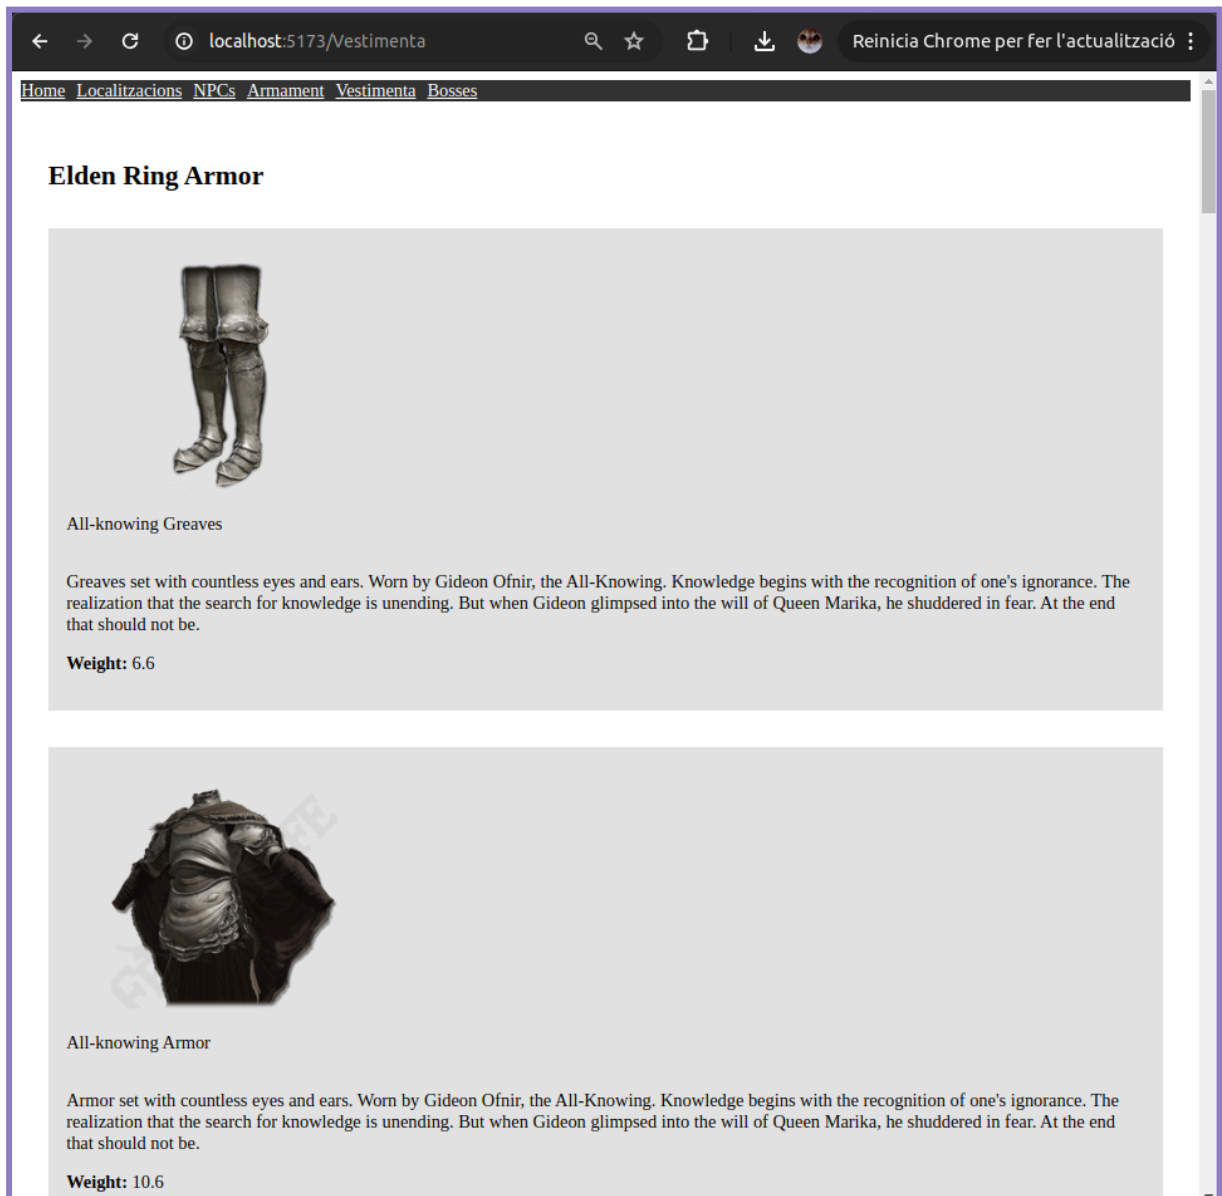 localhost:5173/Vestimenta
Reinicia Chrome per fer l'actualització
Home Localitzacions NPCs Armament Vestimenta Bosses
Elden Ring Armor
All-knowing Greaves
Greaves set with countless eyes and ears. Worn by Gideon Ofnir, the All-Knowing. Knowledge begins with the recognition of one's ignorance. The
realization that the search for knowledge is unending. But when Gideon glimpsed into the will of Queen Marika, he shuddered in fear. At the end
that should not be.
Weight: 6.6
All-knowing Armor
Armor set with countless eyes and ears. Worn by Gideon Ofnir, the All-Knowing. Knowledge begins with the recognition of one's ignorance. The
realization that the search for knowledge is unending. But when Gideon glimpsed into the will of Queen Marika, he shuddered in fear. At the end
that should not be.
Weight: 10.6